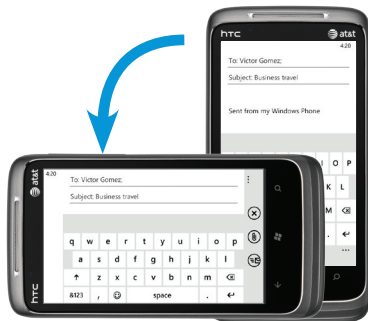 hTC at&t
4:20
To: Victor Gomez;
Subject: Business travel
Sent from my Windows Phone
I O P
K L
M
at&t
4:20
To: Victor Gomez;
Subject: Business travel
q w e r t y u i o p
a s d f g h j k l
z x c v b n m
&123 , space .
hTC